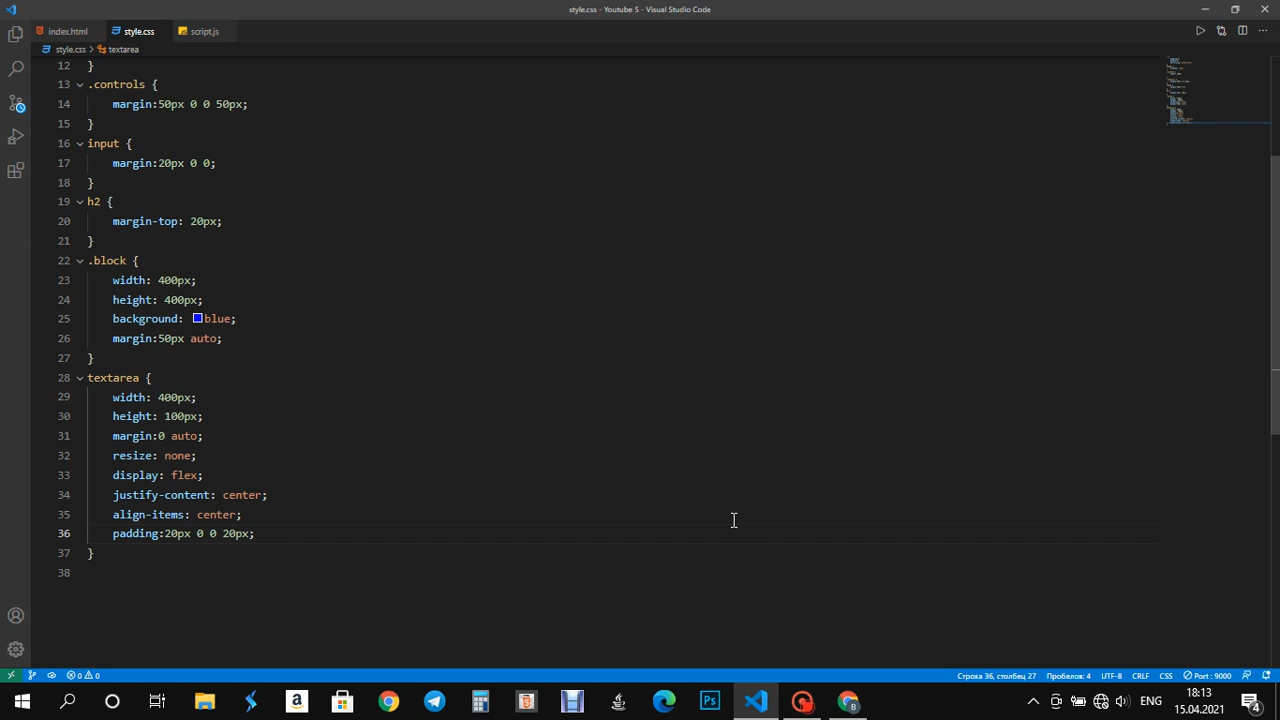 style.css - Youtube 5 - Visual Studio Code
index.html
style.css
script.js
style.css > textarea
12 }
13 .controls {
14 margin:50px 0 0 50px;
15 }
16 input {
17 margin:20px 0 0;
18 }
19 h2 {
20 margin-top: 20px;
21 }
22 .block {
23 width: 400px;
24 height: 400px;
25 background: blue;
26 margin:50px auto;
27 }
28 textarea {
29 width: 400px;
30 height: 100px;
31 margin:0 auto;
32 resize: none;
33 display: flex;
34 justify-content: center;
35 align-items: center;
36 padding:20px 0 0 20px;
37 }
38
0 0
Строка 36, столбец 27
Пробелов: 4
UTF-8
CRLF
CSS
Port : 9000
a
Ps
B
ENG
18:13
15.04.2021
4